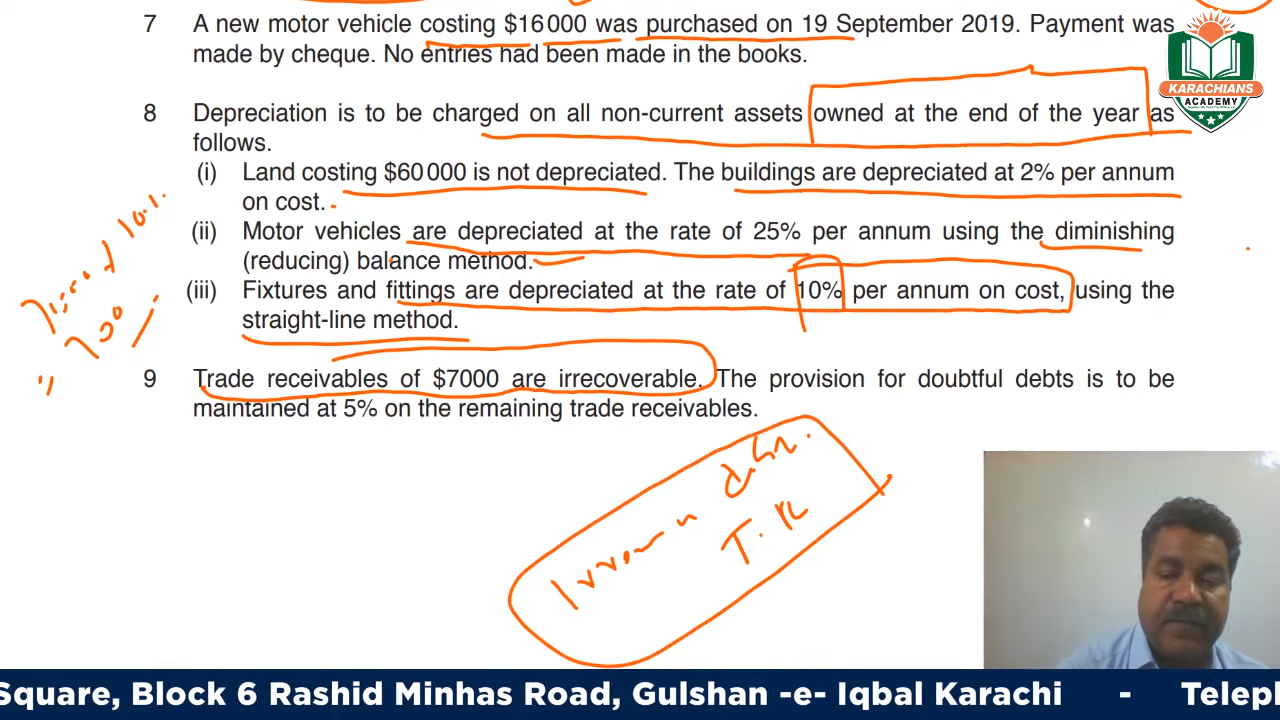 7 A new motor vehicle costing $16 000 was purchased on 19 September 2019. Payment was
made by cheque. No entries had been made in the books.
KARACHIANS
ACADEMY
8 Depreciation is to be charged on all non-current assets owned at the end of the year as
follows.
(i) Land costing $60 000 is not depreciated. The buildings are depreciated at 2% per annum
on cost.
(ii) Motor vehicles are depreciated at the rate of 25% per annum using the diminishing
(reducing) balance method.
(iii) Fixtures and fittings are depreciated at the rate of 10% per annum on cost, using the
straight-line method.
9 Trade receivables of $7000 are irrecoverable. The provision for doubtful debts is to be
maintained at 5% on the remaining trade receivables.
T.R
Square, Block 6 Rashid Minhas Road, Gulshan -e- Iqbal Karachi - Telep